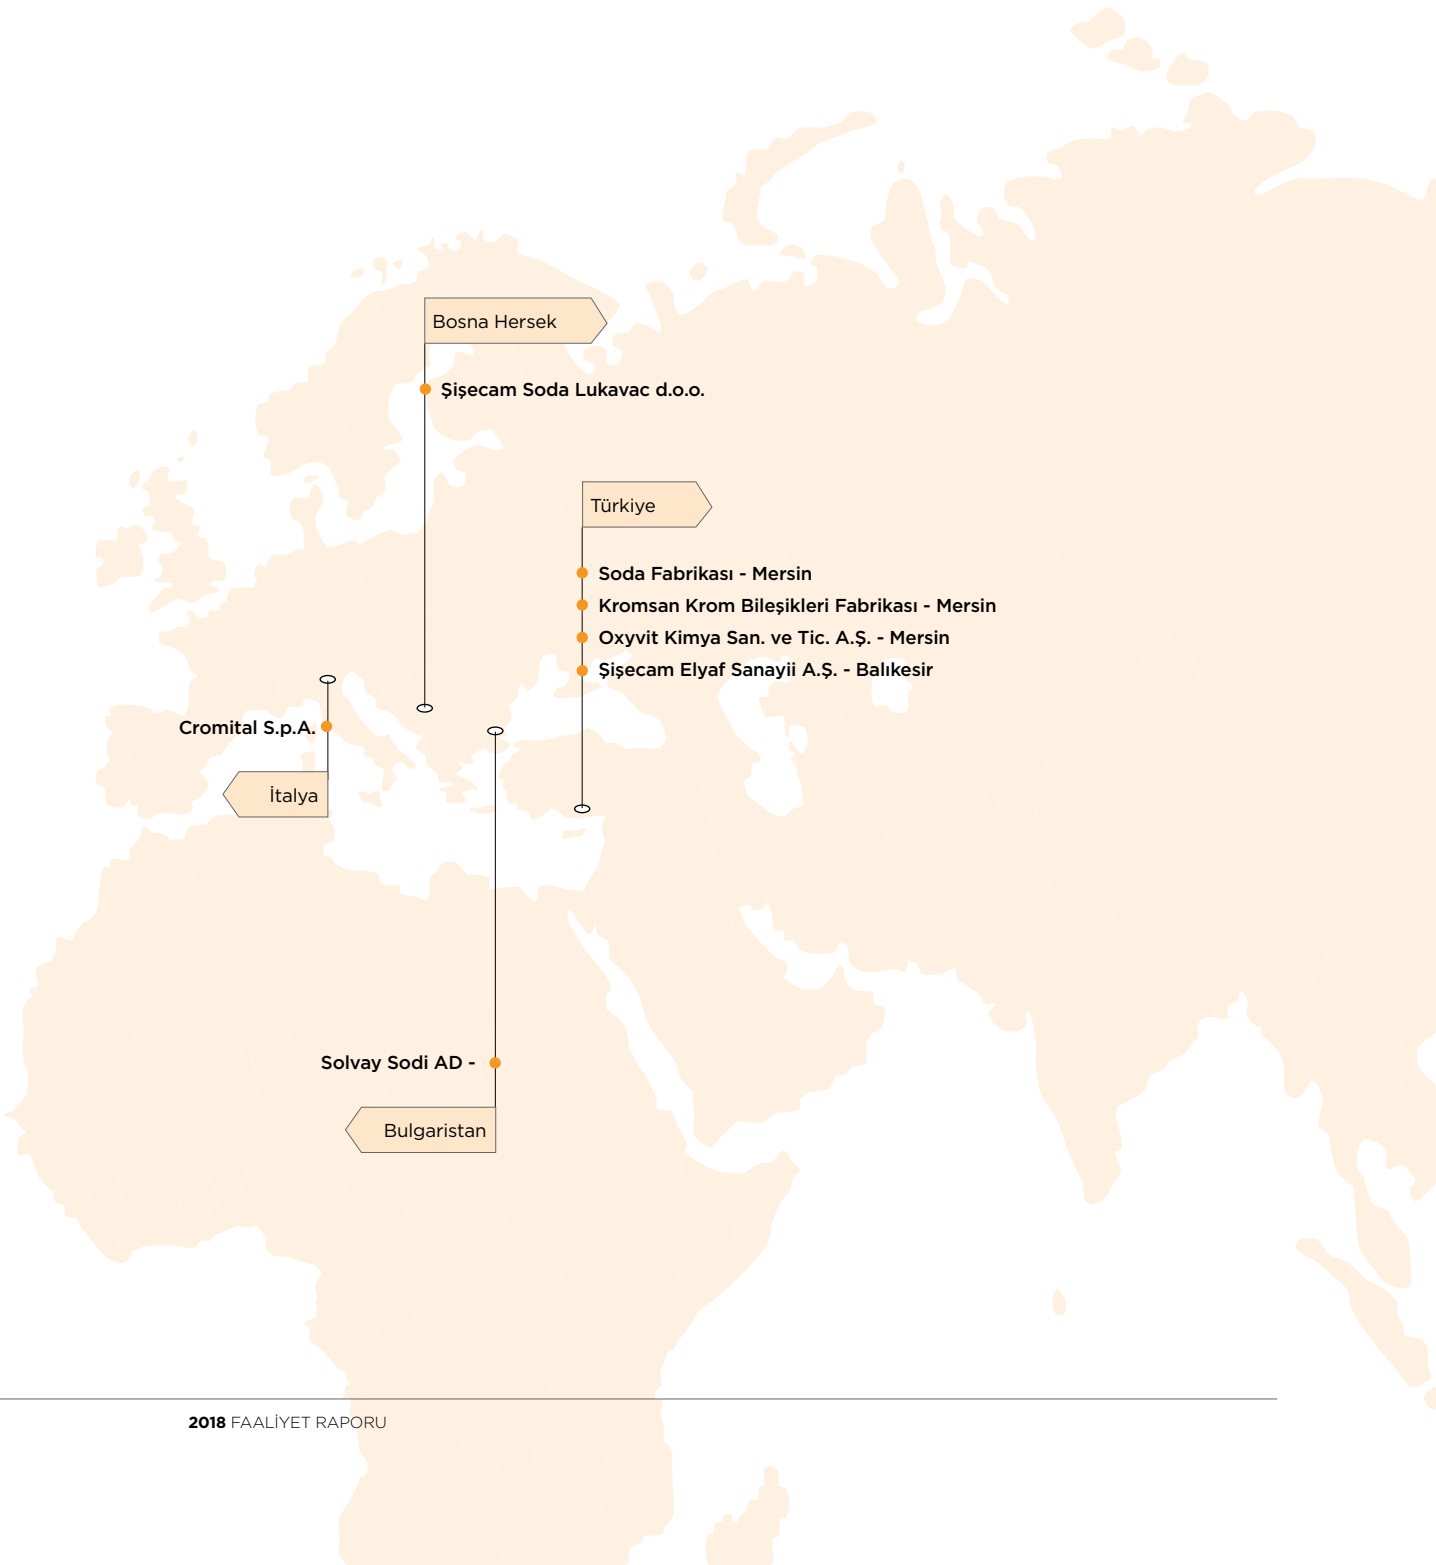 Bosna Hersek
Şişecam Soda Lukavac d.o.o.
Türkiye
Soda Fabrikası - Mersin
Kromsan Krom Bileşikleri Fabrikası - Mersin
Oxyvit Kimya San. ve Tic. A.Ş. - Mersin
Şişecam Elyaf Sanayii A.Ş. - Balıkesir
Cromital S.p.A.
İtalya
Solvay Sodi AD -
Bulgaristan
2018 FAALİYET RAPORU